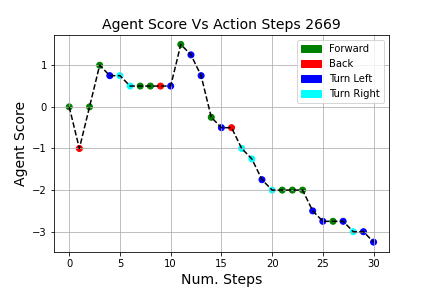 Agent Score Vs Action Steps 2669
Forward
Back
Turn Left
Turn Right
Agent Score
1
0
−1
−2
−3
0 5 10 15 20 25 30
Num. Steps